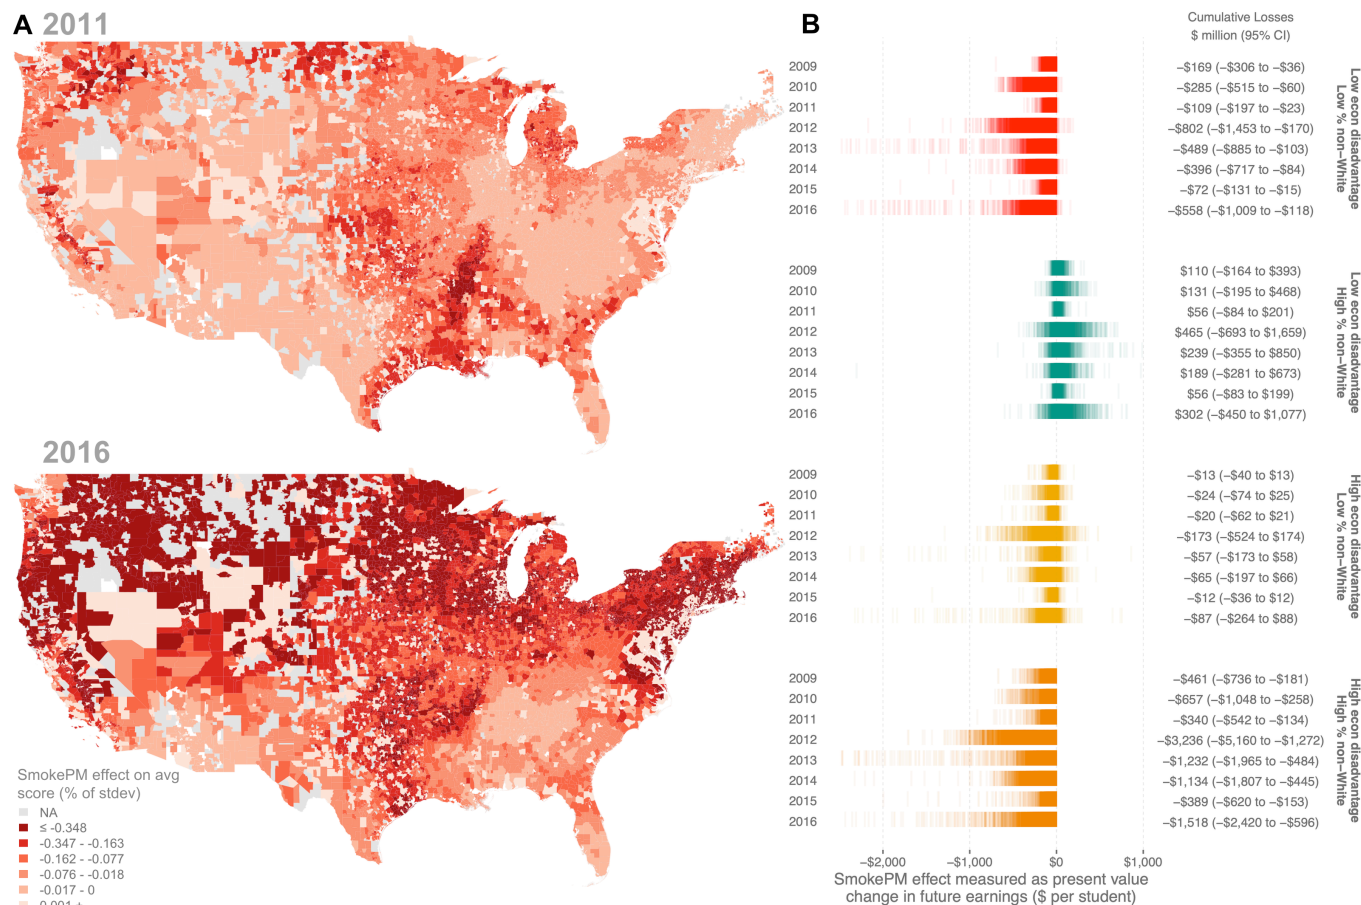 A 2011
2016
SmokePM effect on avg
score (% of stdev)
NA
≤ -0.348
-0.347 - -0.163
-0.162 - -0.077
-0.076 - -0.018
-0.017 - 0
B
Cumulative Losses
$ million (95% CI)
2009 −$169 (−$306 to −$36)
2010 −$285 (−$515 to −$60)
2011 −$109 (−$197 to −$23)
2012 −$802 (−$1,453 to −$170)
2013 −$489 (−$885 to −$103)
2014 −$396 (−$717 to −$84)
2015 −$72 (−$131 to −$15)
2016 −$558 (−$1,009 to −$118)
Low econ disadvantage
Low % non−White
2009 $110 (−$164 to $393)
2010 $131 (−$195 to $468)
2011 $56 (−$84 to $201)
2012 $465 (−$693 to $1,659)
2013 $239 (−$355 to $850)
2014 $189 (−$281 to $673)
2015 $56 (−$83 to $199)
2016 $302 (−$450 to $1,077)
Low econ disadvantage
High % non−White
2009 −$13 (−$40 to $13)
2010 −$24 (−$74 to $25)
2011 −$20 (−$62 to $21)
2012 −$173 (−$524 to $174)
2013 −$57 (−$173 to $58)
2014 −$65 (−$197 to $66)
2015 −$12 (−$36 to $12)
2016 −$87 (−$264 to $88)
High econ disadvantage
Low % non−White
2009 −$461 (−$736 to −$181)
2010 −$657 (−$1,048 to −$258)
2011 −$340 (−$542 to −$134)
2012 −$3,236 (−$5,160 to −$1,272)
2013 −$1,232 (−$1,965 to −$484)
2014 −$1,134 (−$1,807 to −$445)
2015 −$389 (−$620 to −$153)
2016 −$1,518 (−$2,420 to −$596)
High econ disadvantage
High % non−White
−$2,000 −$1,000 $0 $1,000
SmokePM effect measured as present value
change in future earnings ($ per student)